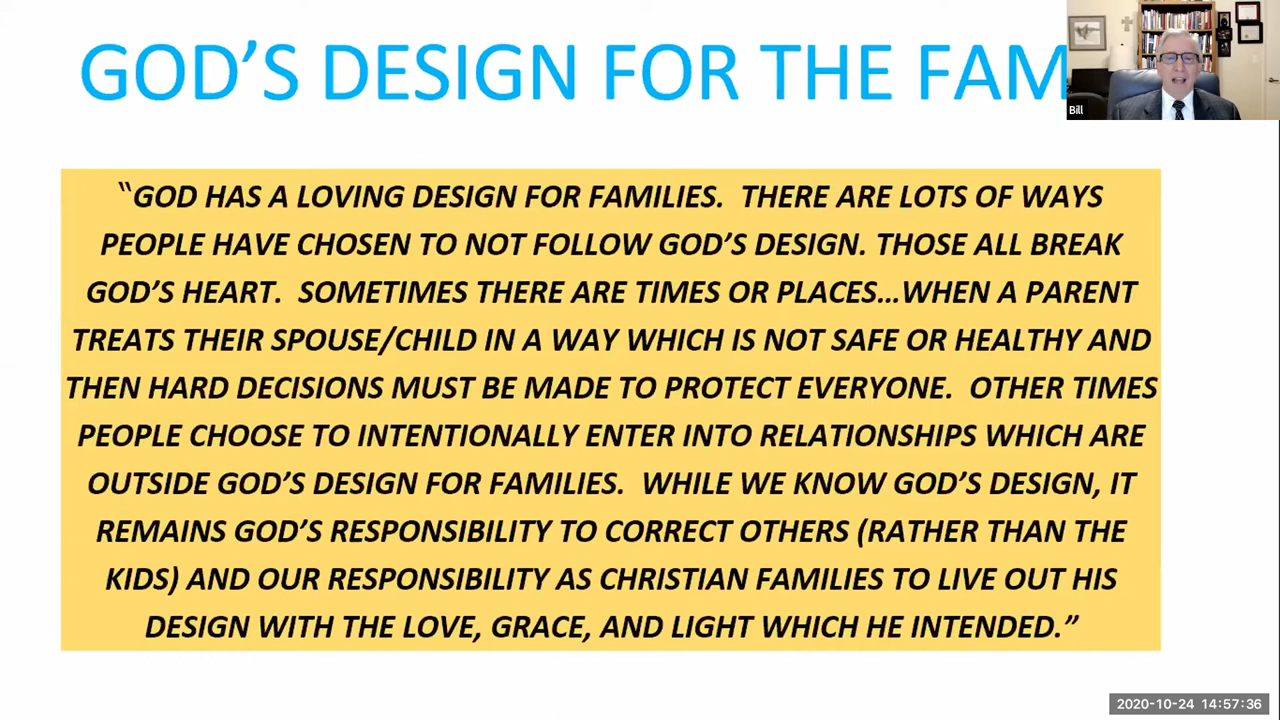 GOD’S DESIGN FOR THE FAM
Bill
“GOD HAS A LOVING DESIGN FOR FAMILIES. THERE ARE LOTS OF WAYS
PEOPLE HAVE CHOSEN TO NOT FOLLOW GOD’S DESIGN. THOSE ALL BREAK
GOD’S HEART. SOMETIMES THERE ARE TIMES OR PLACES...WHEN A PARENT
TREATS THEIR SPOUSE/CHILD IN A WAY WHICH IS NOT SAFE OR HEALTHY AND
THEN HARD DECISIONS MUST BE MADE TO PROTECT EVERYONE. OTHER TIMES
PEOPLE CHOOSE TO INTENTIONALLY ENTER INTO RELATIONSHIPS WHICH ARE
OUTSIDE GOD’S DESIGN FOR FAMILIES. WHILE WE KNOW GOD’S DESIGN, IT
REMAINS GOD’S RESPONSIBILITY TO CORRECT OTHERS (RATHER THAN THE
KIDS) AND OUR RESPONSIBILITY AS CHRISTIAN FAMILIES TO LIVE OUT HIS
DESIGN WITH THE LOVE, GRACE, AND LIGHT WHICH HE INTENDED.”
2020-10-24 14:57:36